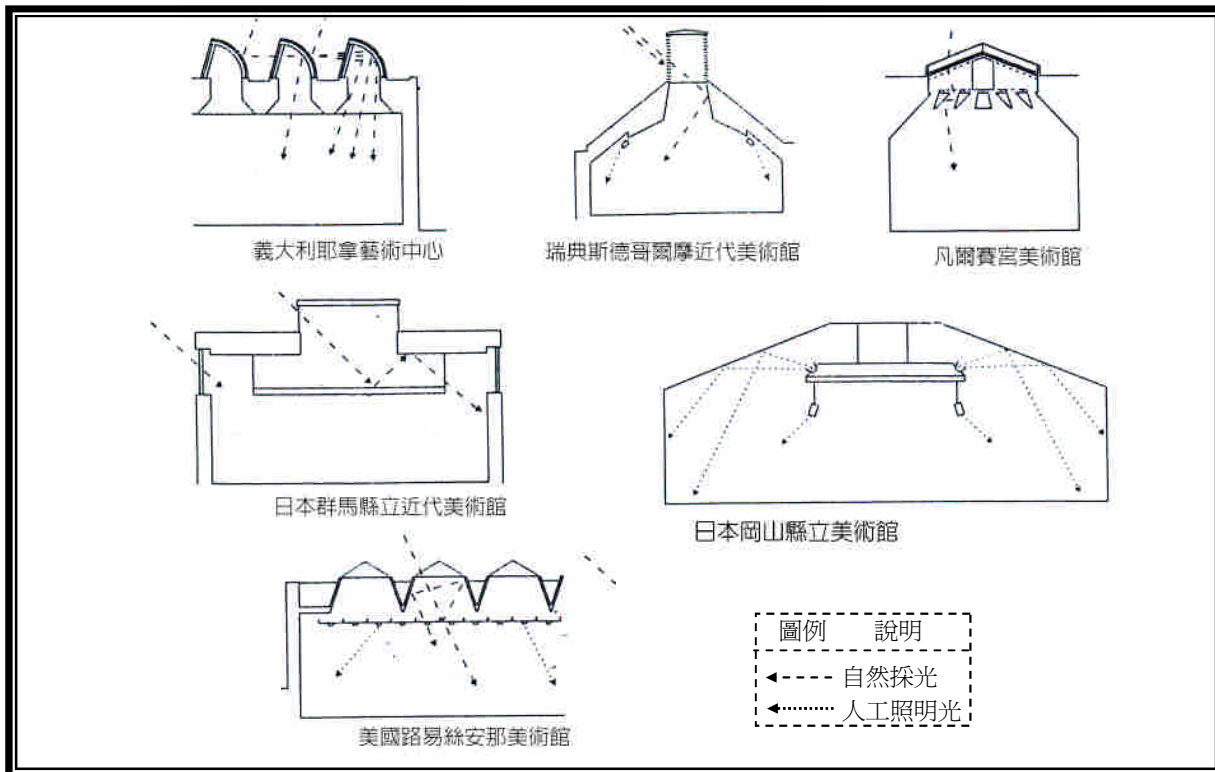 義大利耶拿藝術中心
瑞典斯德哥爾摩近代美術館
凡爾賽宮美術館
日本群馬縣立近代美術館
日本岡山縣立美術館
美國路易絲安那美術館
圖例 說明
自然採光
人工照明光